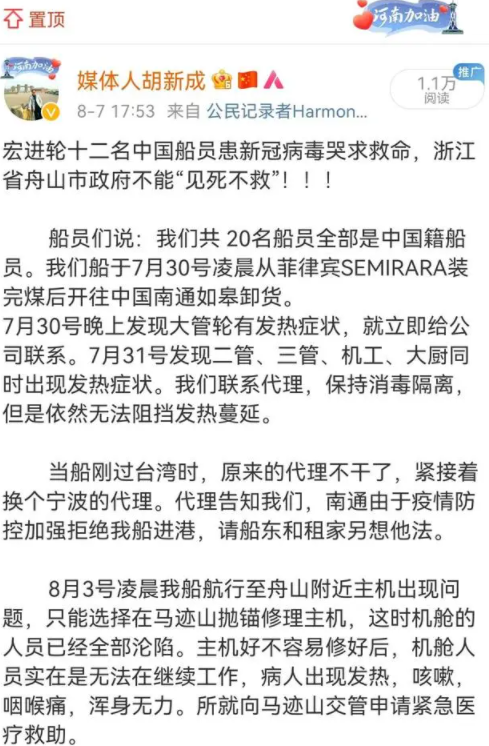 置顶
河南加油
河南加油
媒体人胡新成
推广
1.1万
阅读
8-7 17:53 来自 公民记录者Harmon...
宏进轮十二名中国船员患新冠病毒哭求救命，浙江
省舟山市政府不能“见死不救”！！！
船员们说：我们共 20名船员全部是中国籍船
员。我们船于7月30号凌晨从菲律宾SEMIRARA装
完煤后开往中国南通如皋卸货。
7月30号晚上发现大管轮有发热症状，就立即给公
司联系。7月31号发现二管、三管、机工、大厨同
时出现发热症状。我们联系代理，保持消毒隔离，
但是依然无法阻挡发热蔓延。
当船刚过台湾时，原来的代理不干了，紧接着
换个宁波的代理。代理告知我们，南通由于疫情防
控加强拒绝我船进港，请船东和租家另想他法。
8月3号凌晨我船航行至舟山附近主机出现问
题，只能选择在马迹山抛锚修理主机，这时机舱的
人员已经全部沦陷。主机好不容易修好后，机舱人
员实在是无法在继续工作，病人出现发热，咳嗽，
咽喉痛，浑身无力。所就向马迹山交管申请紧急医
疗救助。